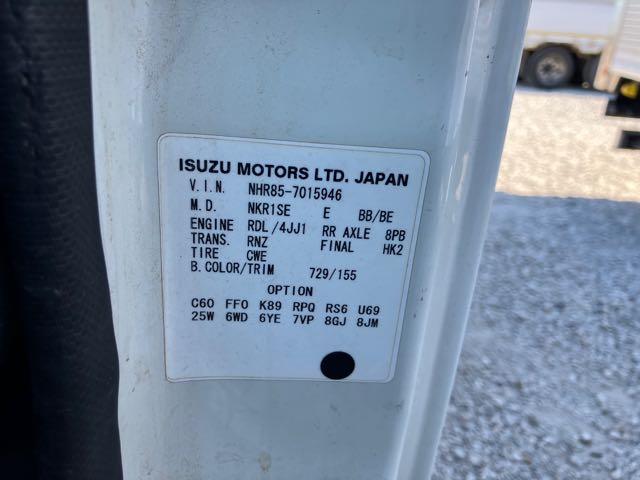 ISUZU MOTORS LTD. JAPAN
V.I.N. NHR85-7015946
M.D. NKR1SE E BB/BE
ENGINE RDL/4JJ1 RR AXLE 8PB
TRANS. RNZ FINAL HK2
TIRE CWE
B.COLOR/TRIM 729/155
OPTION
C60 FF0 K89 RPQ RS6 U69
25W 6WD 6YE 7VP 8GJ 8JM